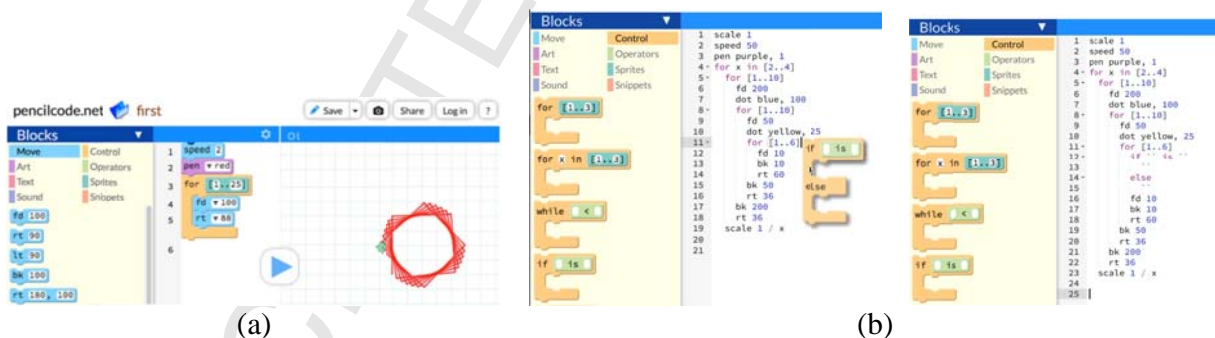 pencilcode.net first
Save
Share
Log in
?
Blocks
Move
Control
Art
Operators
Text
Sprites
Sound
Snippets
fd 100
rt 90
lt 90
bk 100
rt 180, 100
1 speed 2
2 pen red
3 for [1..25]
4 fd 100
5 rt 88
6
(a)
Blocks
Move
Control
Art
Operators
Text
Sprites
Sound
Snippets
for [1..3]
for x in [1..3]
while <
if is
1 scale 1
2 speed 50
3 pen purple, 1
4 for x in [2..4]
5 for [1..10]
6 fd 200
7 dot blue, 100
8 for [1..10]
9 fd 50
10 dot yellow, 25
11 for [1..6]
12 fd 10
13 bk 10
14 rt 60
15 bk 50
16 rt 36
17 bk 200
18 rt 36
19 scale 1 / x
20
21
if is
else
Blocks
Move
Control
Art
Operators
Text
Sprites
Sound
Snippets
for [1..3]
for x in [1..3]
while <
if is
1 scale 1
2 speed 50
3 pen purple, 1
4 for x in [2..4]
5 for [1..10]
6 fd 200
7 dot blue, 100
8 for [1..10]
9 fd 50
10 dot yellow, 25
11 for [1..6]
12 if `` is ``
13 ``
14 else
15 ``
16 fd 10
17 bk 10
18 rt 60
19 bk 50
20 rt 36
21 bk 200
22 rt 36
23 scale 1 / x
24
25
(b)